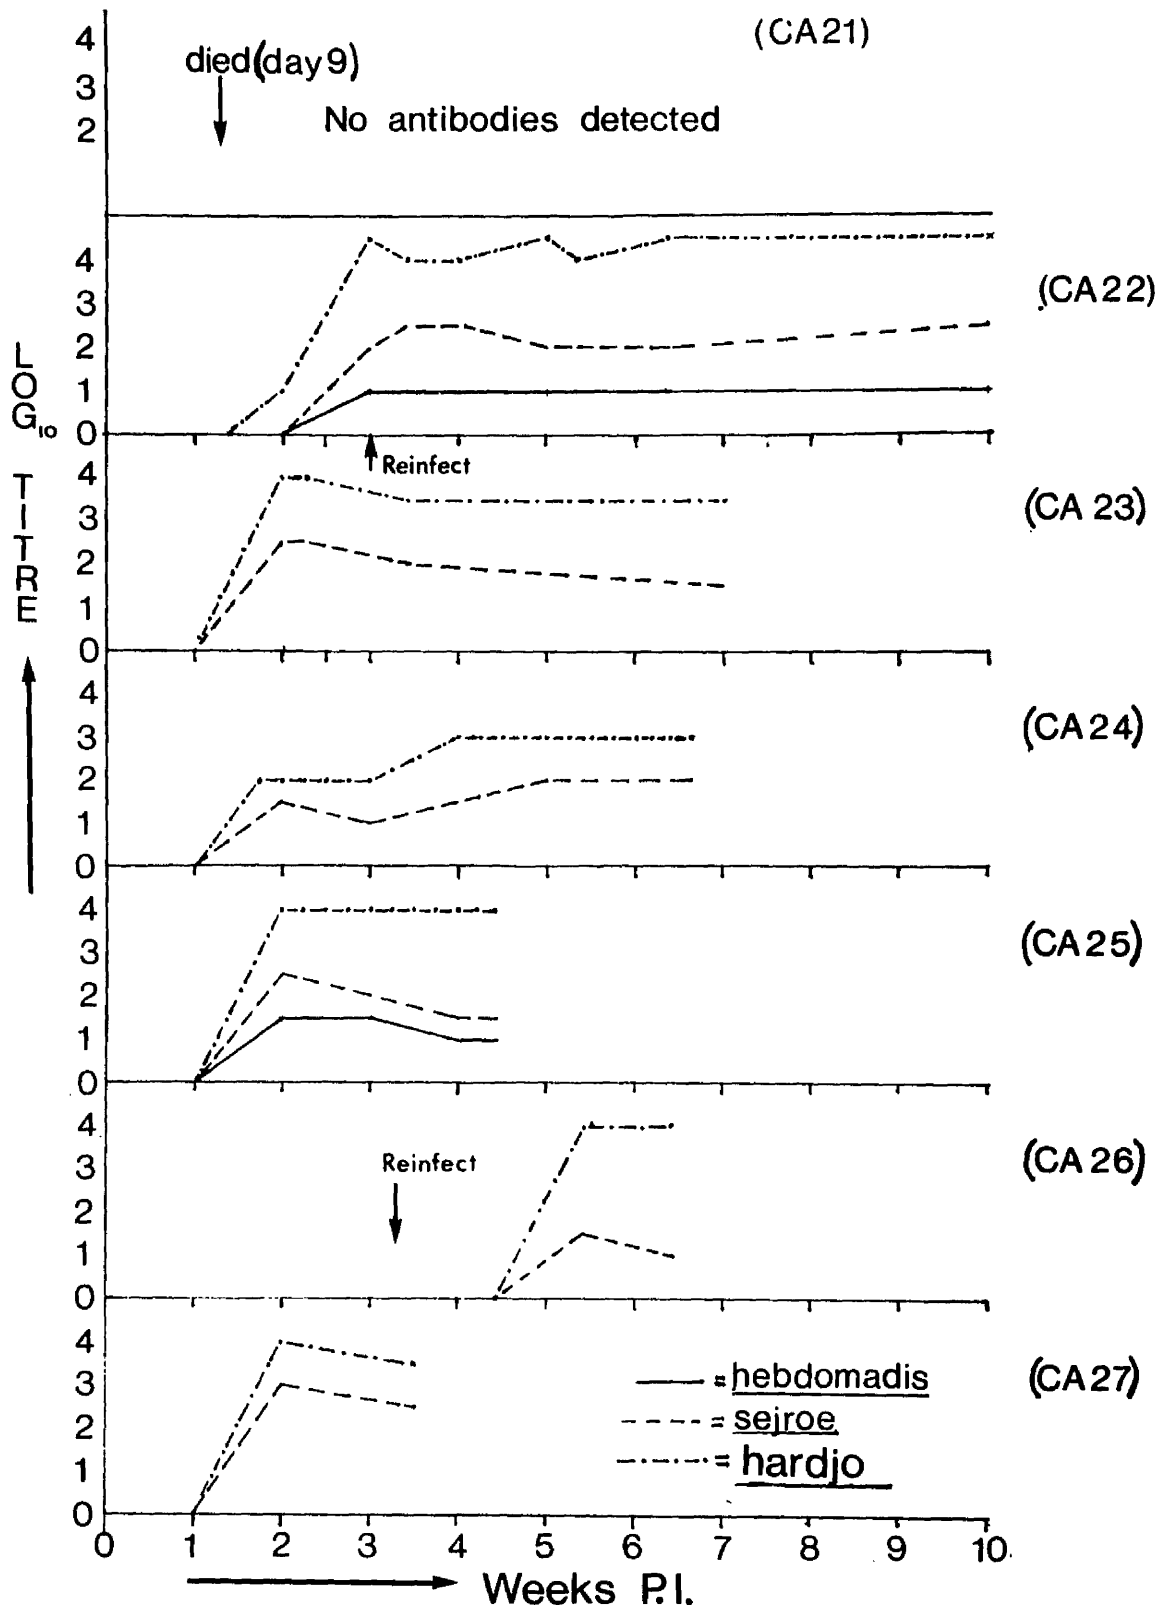 4
died(day 9)
(CA21)
3
2
No antibodies detected
4
3
2
1
0
(CA22)
LOG10 TITRE
Reinfect
4
3
2
1
0
(CA 23)
4
3
2
1
0
(CA24)
4
3
2
1
0
(CA25)
4
3
2
1
0
Reinfect
(CA26)
4
3
2
1
0
(CA27)
= hebdomadis
= sejroe
= hardjo
0 1 2 3 4 5 6 7 8 9 10
Weeks P.I.